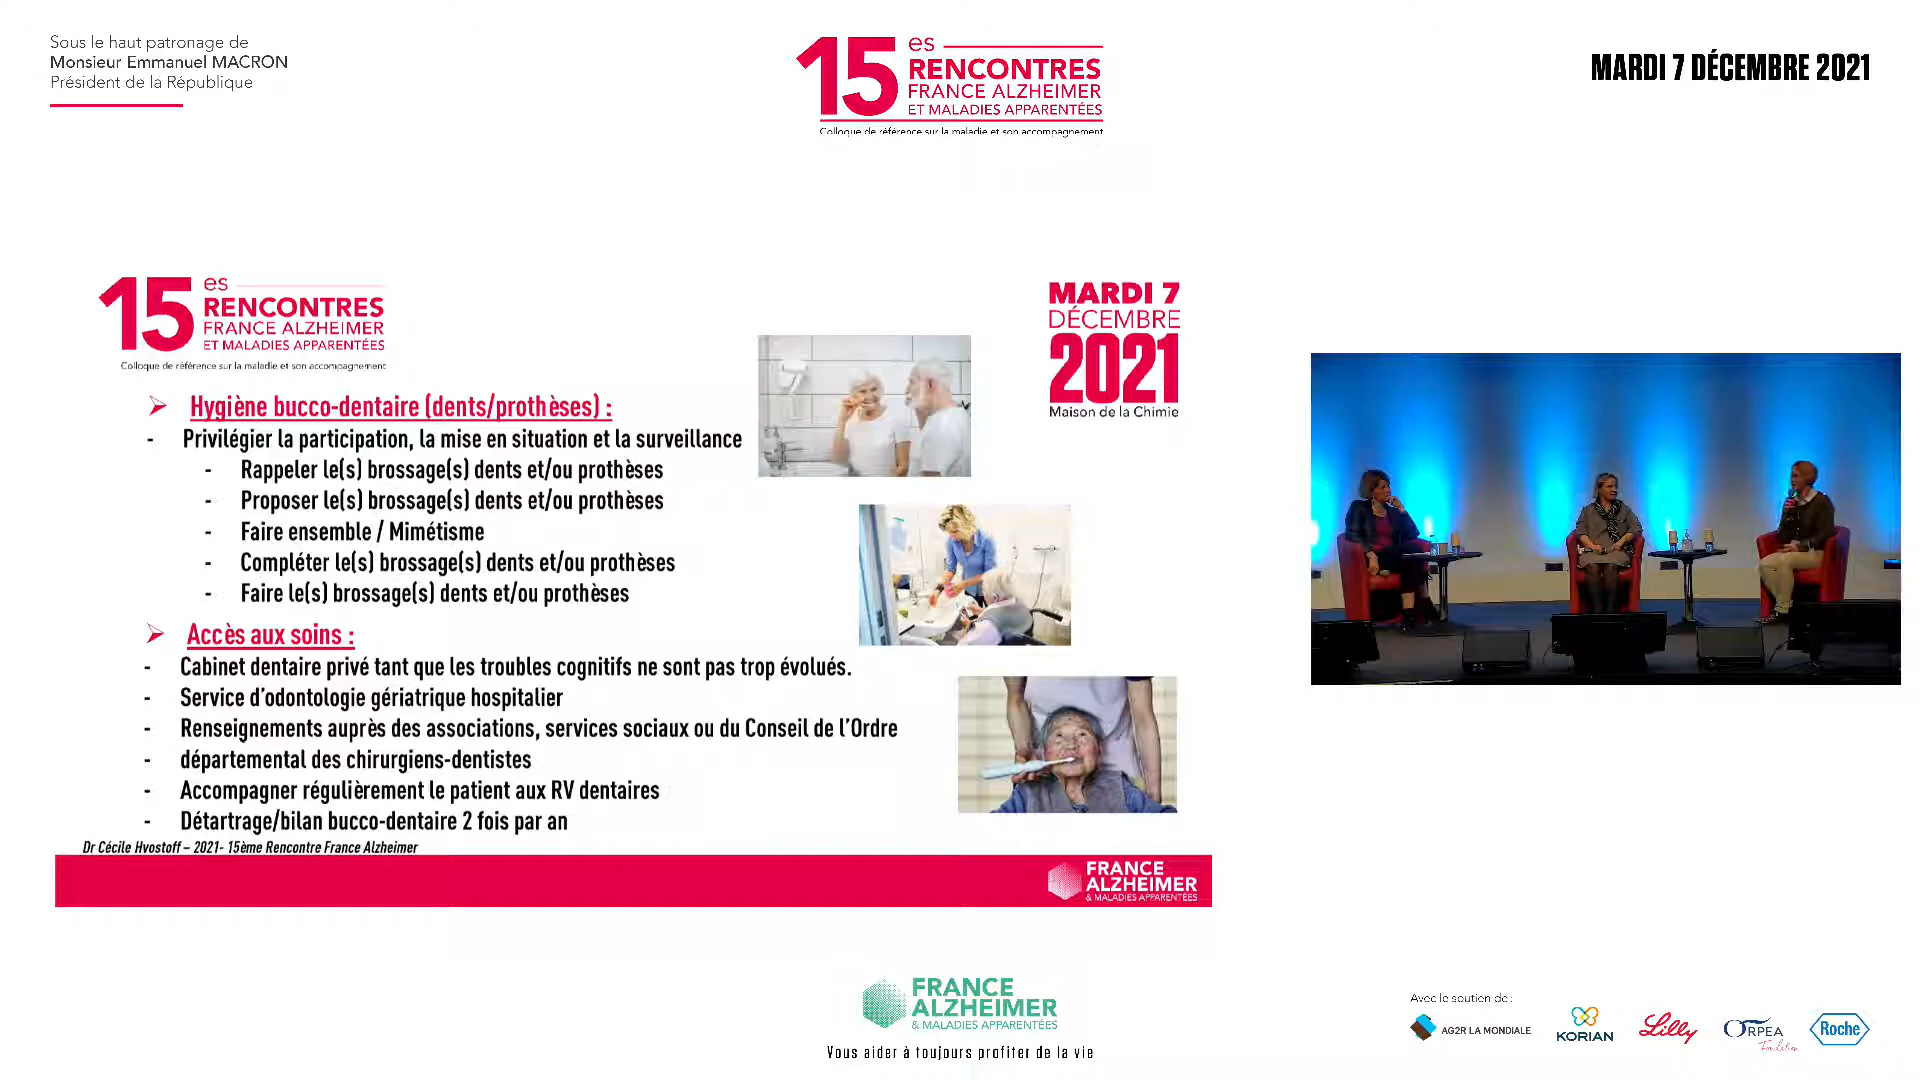 Sous le haut patronage de
Monsieur Emmanuel MACRON
Président de la République
15es
RENCONTRES
FRANCE ALZHEIMER
ET MALADIES APPARENTÉES
Colloque de référence sur la maladie et son accompagnement
MARDI 7 DÉCEMBRE 2021
15es
RENCONTRES
FRANCE ALZHEIMER
ET MALADIES APPARENTÉES
Colloque de référence sur la maladie et son accompagnement
MARDI 7
DÉCEMBRE
2021
Maison de la Chimie
➢ Hygiène bucco-dentaire (dents/prothèses) :
- Privilégier la participation, la mise en situation et la surveillance
- Rappeler le(s) brossage(s) dents et/ou prothèses
- Proposer le(s) brossage(s) dents et/ou prothèses
- Faire ensemble / Mimétisme
- Compléter le(s) brossage(s) dents et/ou prothèses
- Faire le(s) brossage(s) dents et/ou prothèses
➢ Accès aux soins :
- Cabinet dentaire privé tant que les troubles cognitifs ne sont pas trop évolués.
- Service d'odontologie gériatrique hospitalier
- Renseignements auprès des associations, services sociaux ou du Conseil de l'Ordre
- départemental des chirurgiens-dentistes
- Accompagner régulièrement le patient aux RV dentaires
- Détartrage/bilan bucco-dentaire 2 fois par an
Dr Cécile Hvostoff – 2021- 15ème Rencontre France Alzheimer
FRANCE
ALZHEIMER
& MALADIES APPARENTÉES
FRANCE
ALZHEIMER
& MALADIES APPARENTÉES
Vous aider à toujours profiter de la vie
Avec le soutien de :
AG2R LA MONDIALE
KORIAN
Lilly
ORPEA
Fondation
Roche